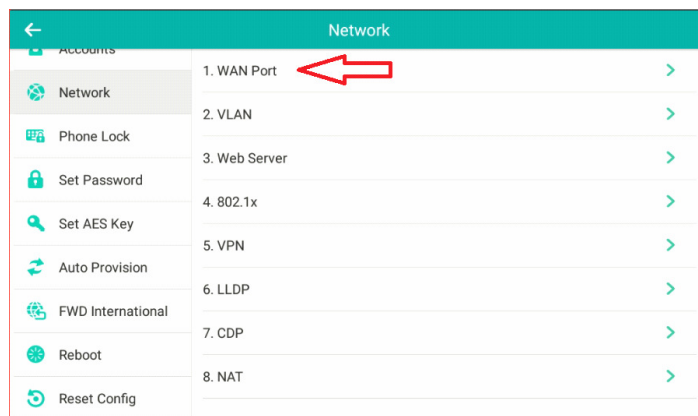 Network
Accounts
Network
Phone Lock
Set Password
Set AES Key
Auto Provision
FWD International
Reboot
Reset Config
1. WAN Port
2. VLAN
3. Web Server
4. 802.1x
5. VPN
6. LLDP
7. CDP
8. NAT